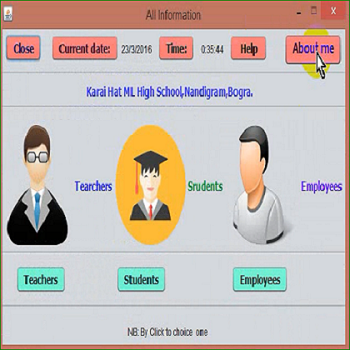 All Information
Close Current date: 23/3/2016 Time: 0:35:44 Help About me
Karai Hat ML High School,Nandigram,Bogra.
Tearchers Srudents Employees
Teachers Students Employees
NB: By Click to choice one